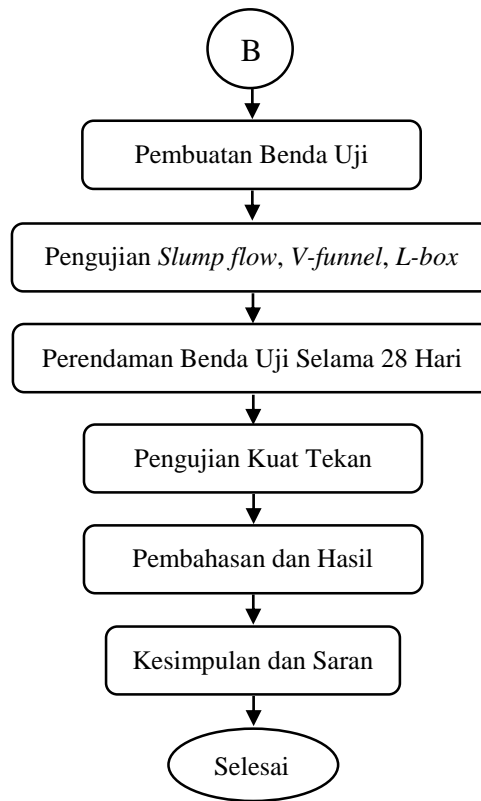 B
Pembuatan Benda Uji
Pengujian Slump flow, V-funnel, L-box
Perendaman Benda Uji Selama 28 Hari
Pengujian Kuat Tekan
Pembahasan dan Hasil
Kesimpulan dan Saran
Selesai